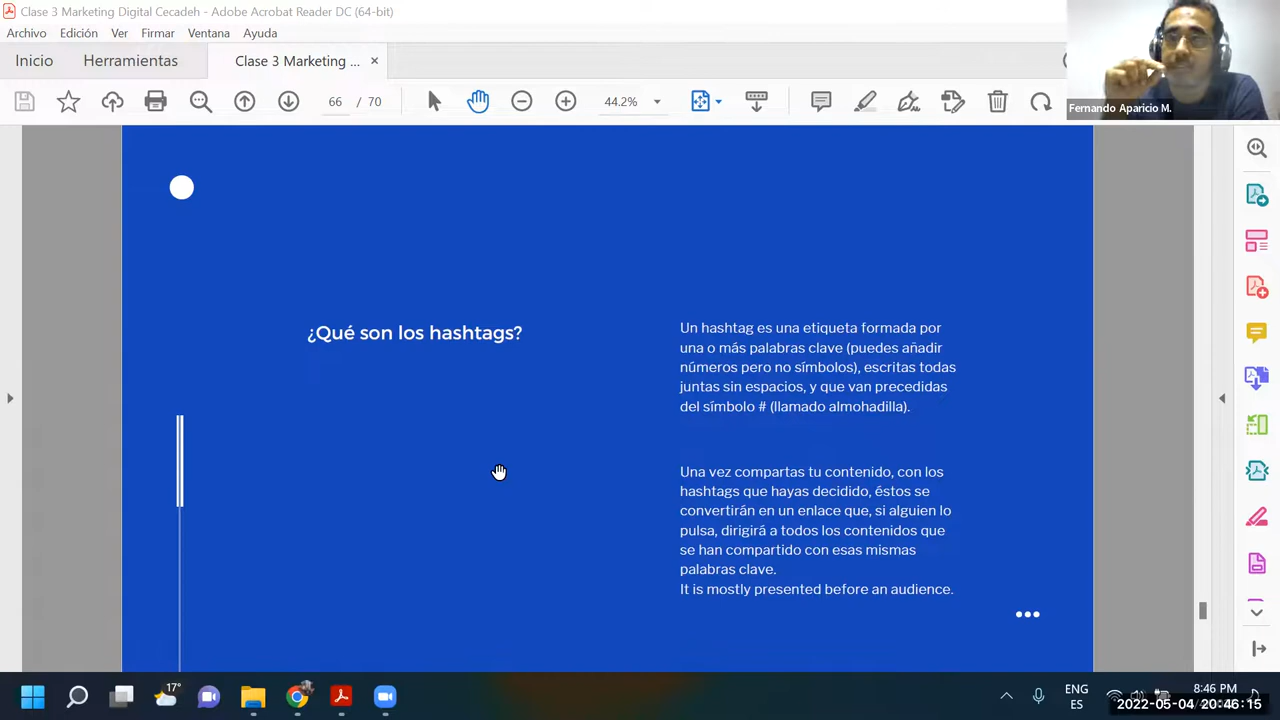 Clase 3 Marketing Digital Cecadeh - Adobe Acrobat Reader DC (64-bit)
Archivo Edición Ver Firmar Ventana Ayuda
Inicio Herramientas Clase 3 Marketing ... ×
66 / 70 44.2%
Fernando Aparicio M.
¿Qué son los hashtags?
Un hashtag es una etiqueta formada por
una o más palabras clave (puedes añadir
números pero no símbolos), escritas todas
juntas sin espacios, y que van precedidas
del símbolo # (llamado almohadilla).
Una vez compartas tu contenido, con los
hashtags que hayas decidido, éstos se
convertirán en un enlace que, si alguien lo
pulsa, dirigirá a todos los contenidos que
se han compartido con esas mismas
palabras clave.
It is mostly presented before an audience.
17°
ENG
ES
8:46 PM
2022-05-04 20:46:15